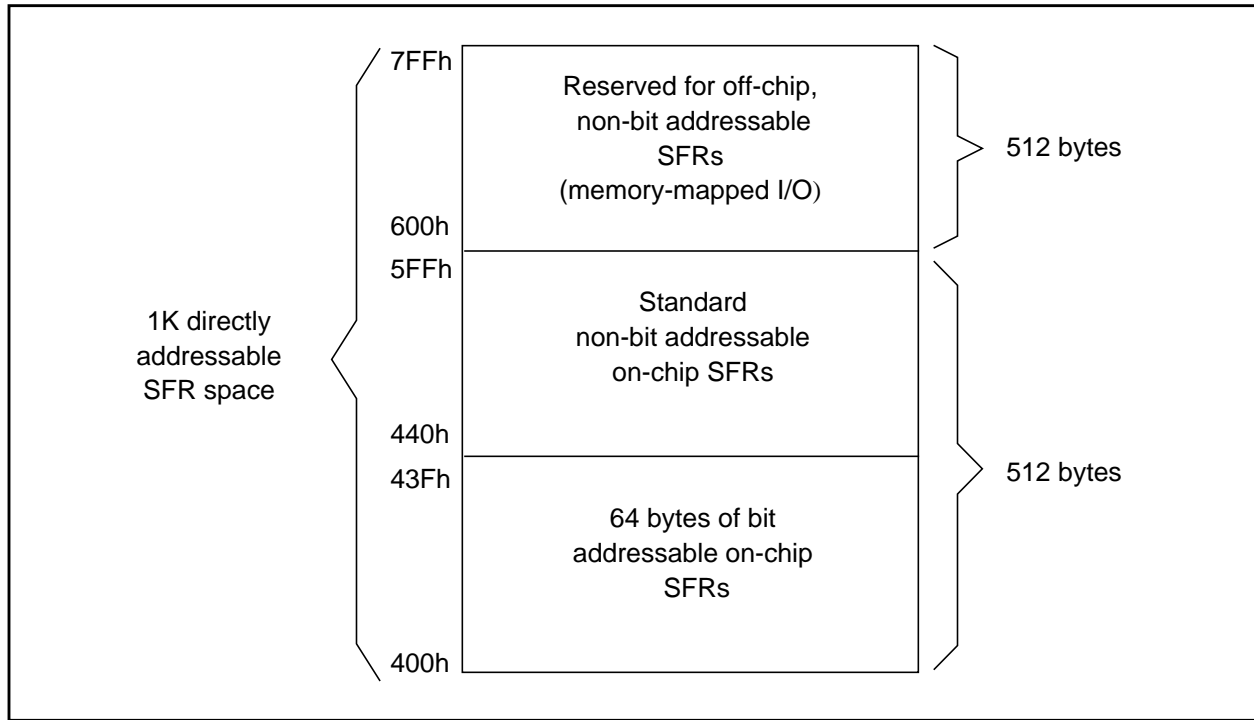 7FFh
Reserved for off-chip,
non-bit addressable
SFRs
(memory-mapped I/O)
512 bytes
600h
5FFh
Standard
non-bit addressable
on-chip SFRs
1K directly
addressable
SFR space
440h
43Fh
512 bytes
64 bytes of bit
addressable on-chip
SFRs
400h